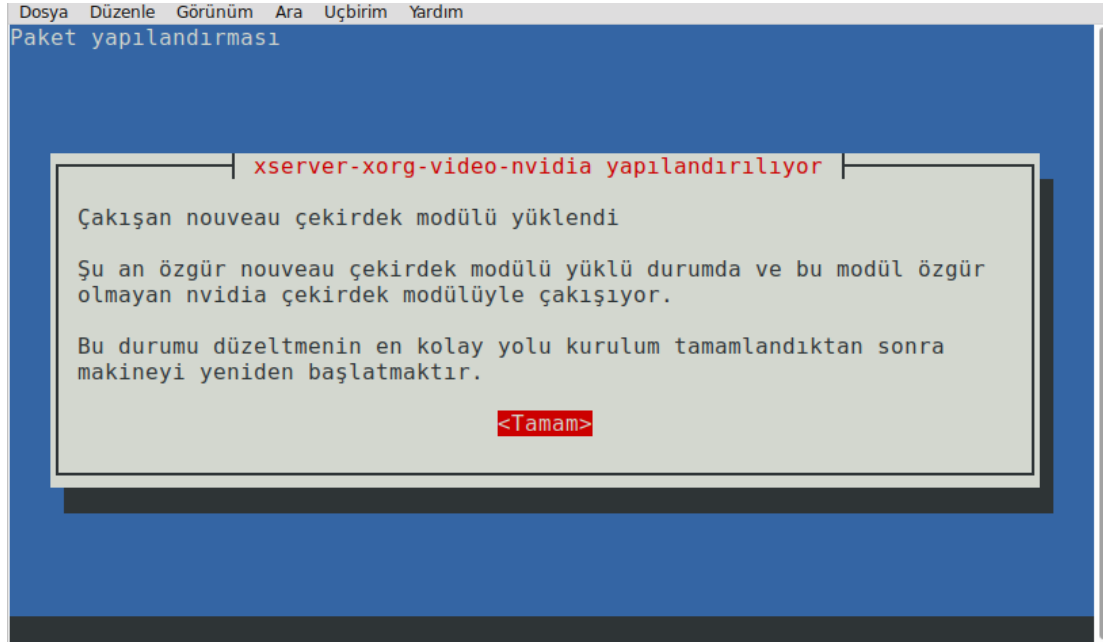 Dosya Düzenle Görünüm Ara Uçbirim Yardım
Paket yapılandırması
xserver-xorg-video-nvidia yapılandırılıyor
Çakışan nouveau çekirdek modülü yüklendi
Şu an özgür nouveau çekirdek modülü yüklü durumda ve bu modül özgür
olmayan nvidia çekirdek modülüyle çakışıyor.
Bu durumu düzeltmenin en kolay yolu kurulum tamamlandıktan sonra
makineyi yeniden başlatmaktır.
<Tamam>